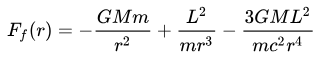 F_f(r) = -\frac{GMm}{r^2} + \frac{L^2}{mr^3} - \frac{3GML^2}{mc^2r^4}